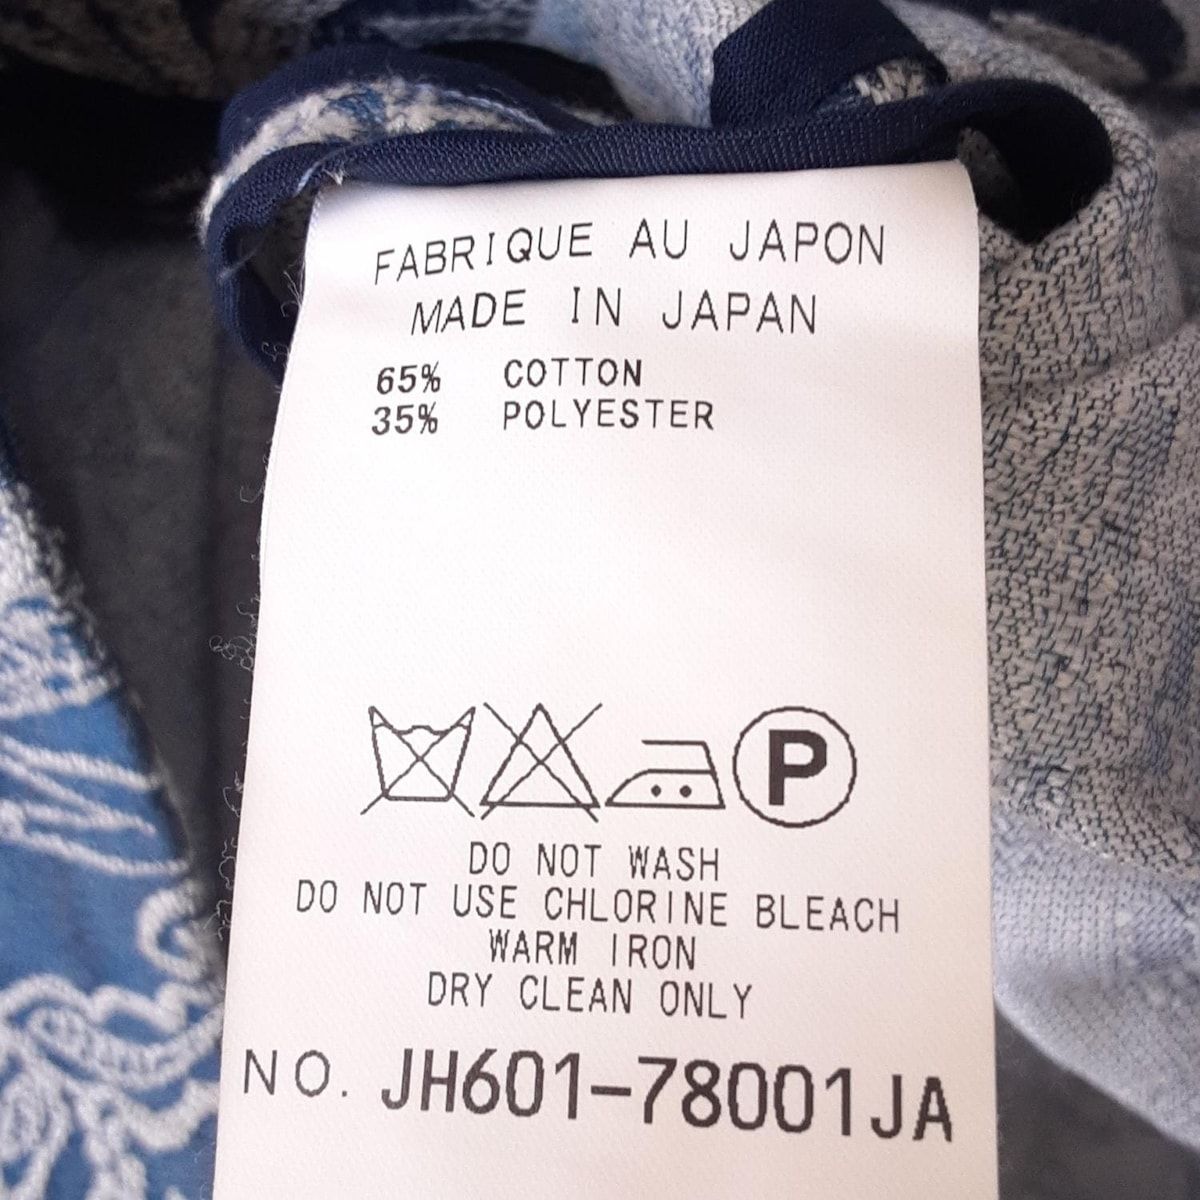 FABRIQUE AU JAPON
MADE IN JAPAN
65% COTTON
35% POLYESTER
P
DO NOT WASH
DO NOT USE CHLORINE BLEACH
WARM IRON
DRY CLEAN ONLY
NO. JH601-78001JA